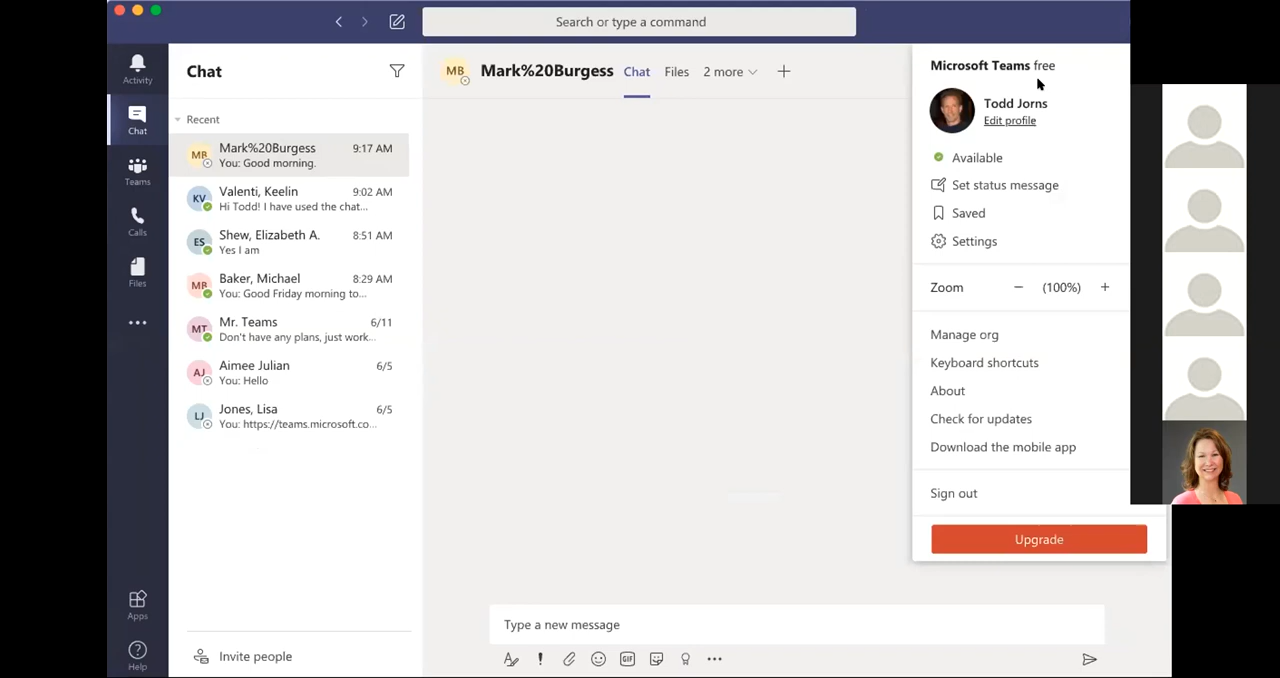 Search or type a command
Activity
Chat
Teams
Calls
Files
Apps
Help
Chat
Recent
MB
Mark%20Burgess
9:17 AM
You: Good morning.
KV
Valenti, Keelin
9:02 AM
Hi Todd! I have used the chat...
ES
Shew, Elizabeth A.
8:51 AM
Yes I am
MB
Baker, Michael
8:29 AM
You: Good Friday morning to...
MT
Mr. Teams
6/11
Don't have any plans, just work...
AJ
Aimee Julian
6/5
You: Hello
LJ
Jones, Lisa
6/5
You: https://teams.microsoft.co...
Invite people
MB
Mark%20Burgess
Chat
Files
2 more
Type a new message
GIF
Microsoft Teams free
Todd Jorns
Edit profile
Available
Set status message
Saved
Settings
Zoom
(100%)
Manage org
Keyboard shortcuts
About
Check for updates
Download the mobile app
Sign out
Upgrade